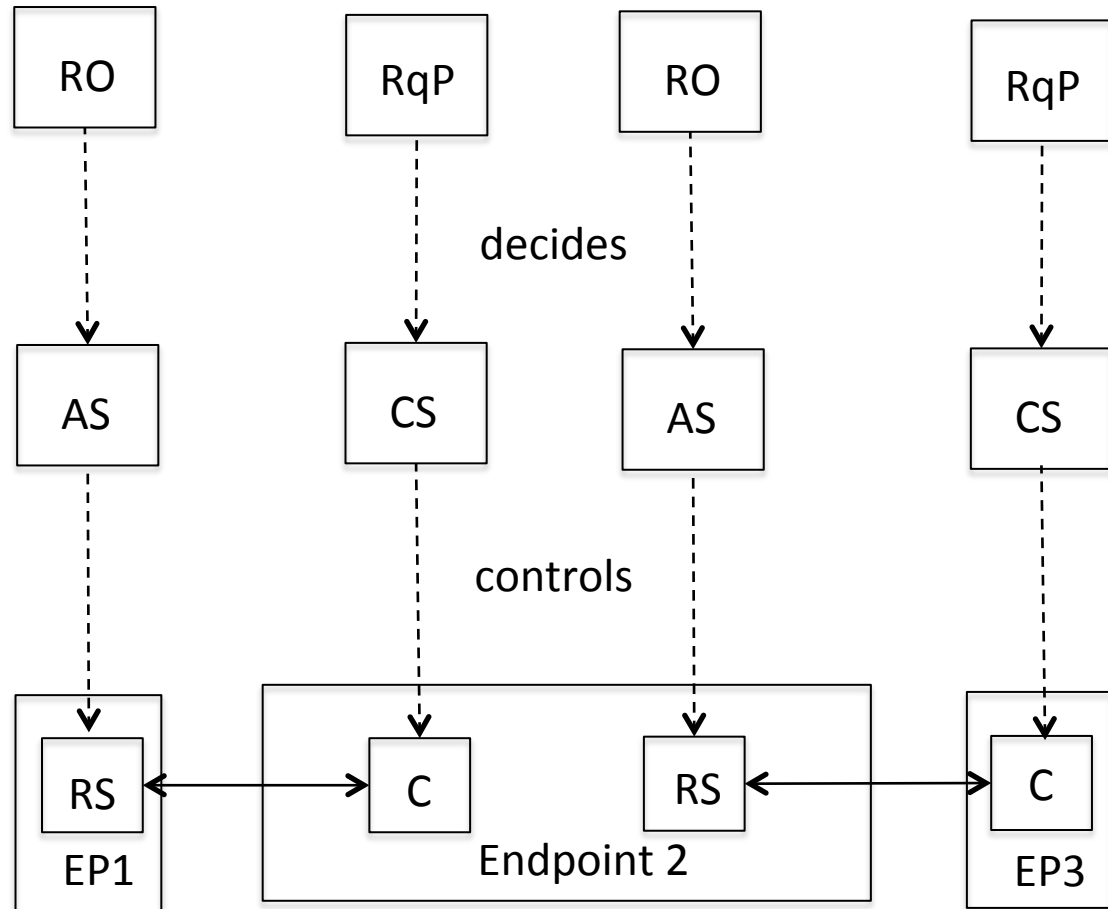 RO
RqP
RO
RqP
decides
AS
CS
AS
CS
controls
RS
C
RS
C
EP1
Endpoint 2
EP3